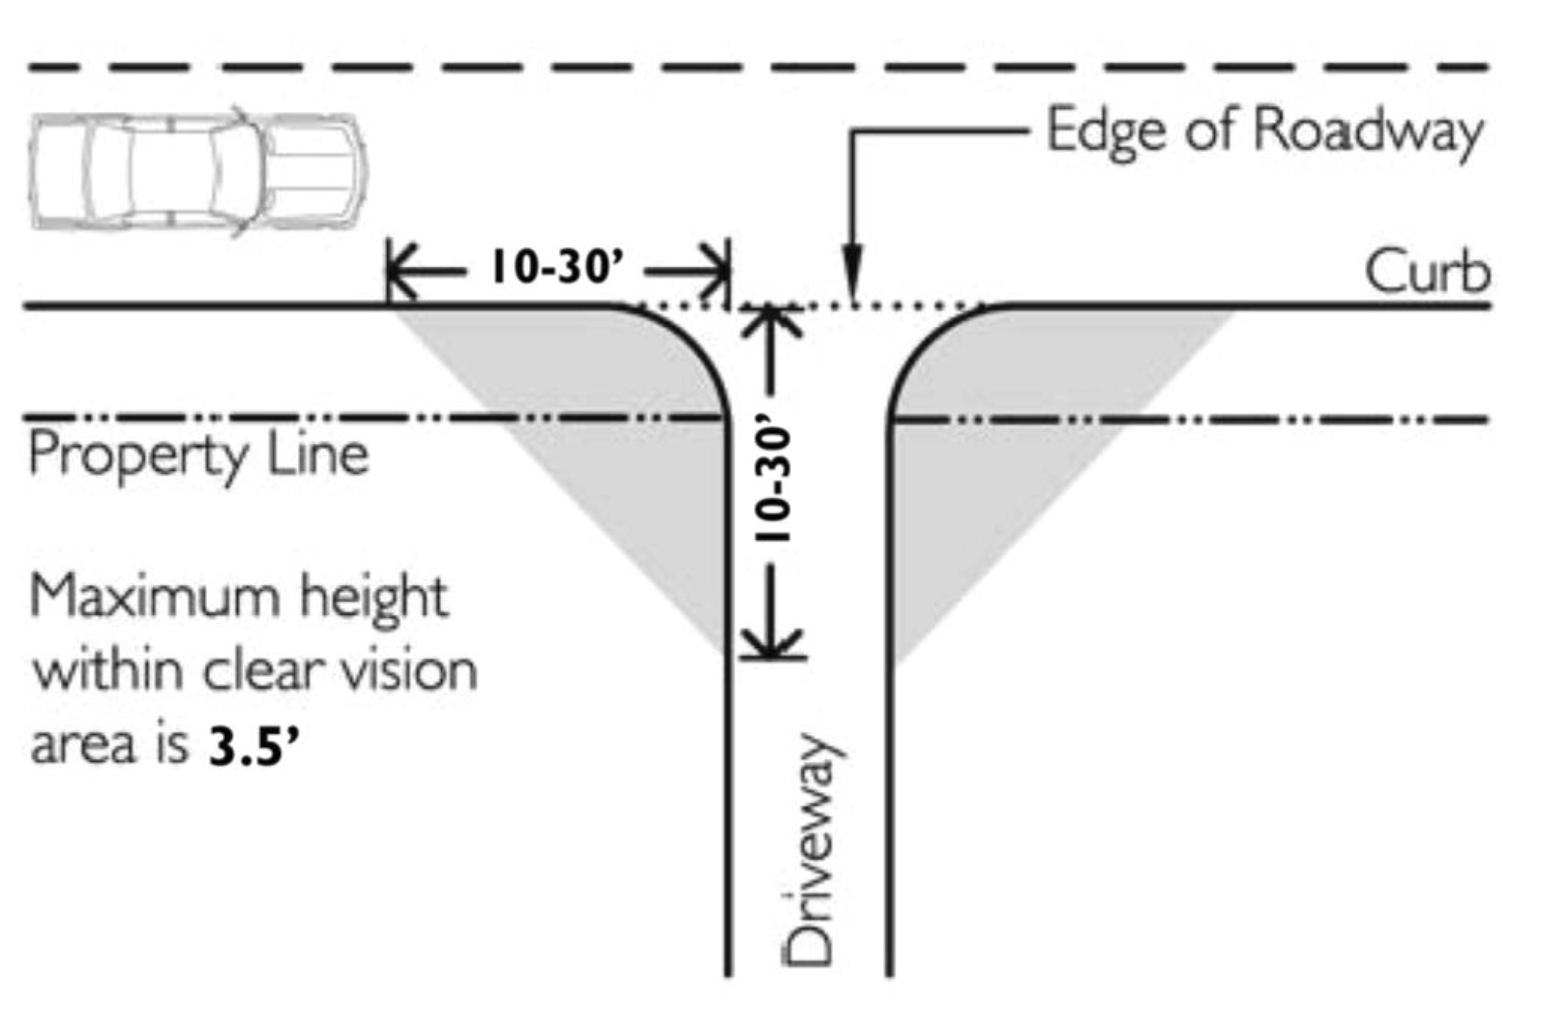 Edge of Roadway
10-30’
Curb
10-30’
Property Line
Maximum height
within clear vision
area is 3.5’
Driveway